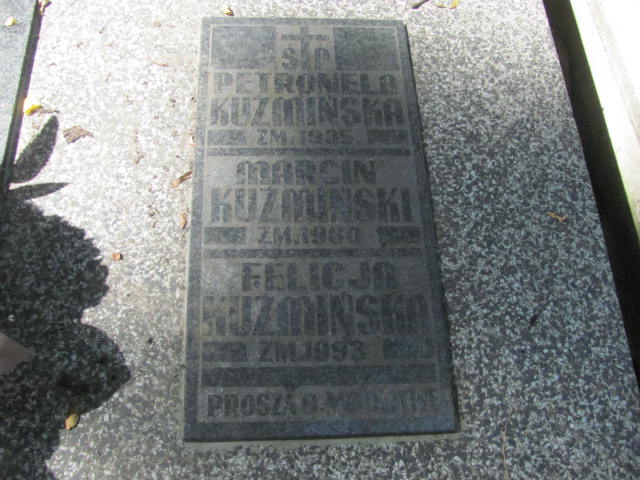 ŚP
PETRONELA
KUZMIŃSKA
ZM.1935
MARCIN
KUZMIŃSKI
ZM.1960
FELICJA
KUZMIŃSKA
ZM.1993
PROSZĄ O MODLITWĘ